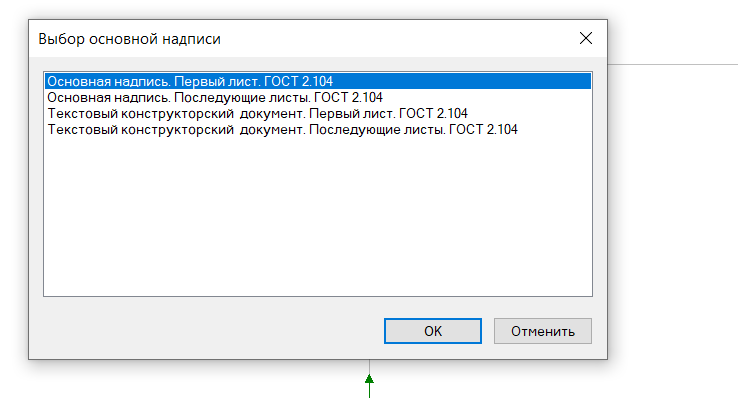 Выбор основной надписи
Основная надпись. Первый лист. ГОСТ 2.104
Основная надпись. Последующие листы. ГОСТ 2.104
Текстовый конструкторский  документ. Первый лист. ГОСТ 2.104
Текстовый конструкторский  документ. Последующие листы. ГОСТ 2.104
OK
Отменить